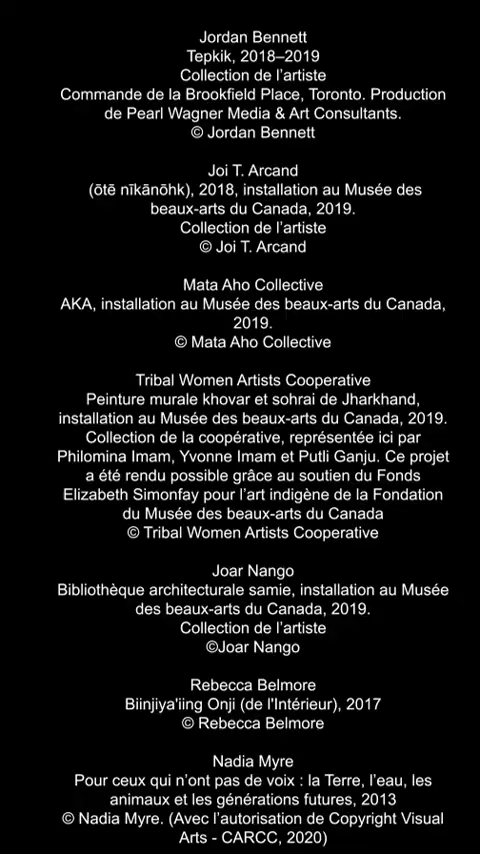 Jordan Bennett
Tepkik, 2018–2019
Collection de l’artiste
Commande de la Brookfield Place, Toronto. Production
de Pearl Wagner Media & Art Consultants.
© Jordan Bennett
Joi T. Arcand
(ōtē nīkānōhk), 2018, installation au Musée des
beaux-arts du Canada, 2019.
Collection de l’artiste
© Joi T. Arcand
Mata Aho Collective
AKA, installation au Musée des beaux-arts du Canada,
2019.
© Mata Aho Collective
Tribal Women Artists Cooperative
Peinture murale khovar et sohrai de Jharkhand,
installation au Musée des beaux-arts du Canada, 2019.
Collection de la coopérative, représentée ici par
Philomina Imam, Yvonne Imam et Putli Ganju. Ce projet
a été rendu possible grâce au soutien du Fonds
Elizabeth Simonfay pour l’art indigène de la Fondation
du Musée des beaux-arts du Canada
© Tribal Women Artists Cooperative
Joar Nango
Bibliothèque architecturale samie, installation au Musée
des beaux-arts du Canada, 2019.
Collection de l’artiste
©Joar Nango
Rebecca Belmore
Biinjiya'iing Onji (de l'Intérieur), 2017
© Rebecca Belmore
Nadia Myre
Pour ceux qui n’ont pas de voix : la Terre, l’eau, les
animaux et les générations futures, 2013
© Nadia Myre. (Avec l’autorisation de Copyright Visual
Arts - CARCC, 2020)